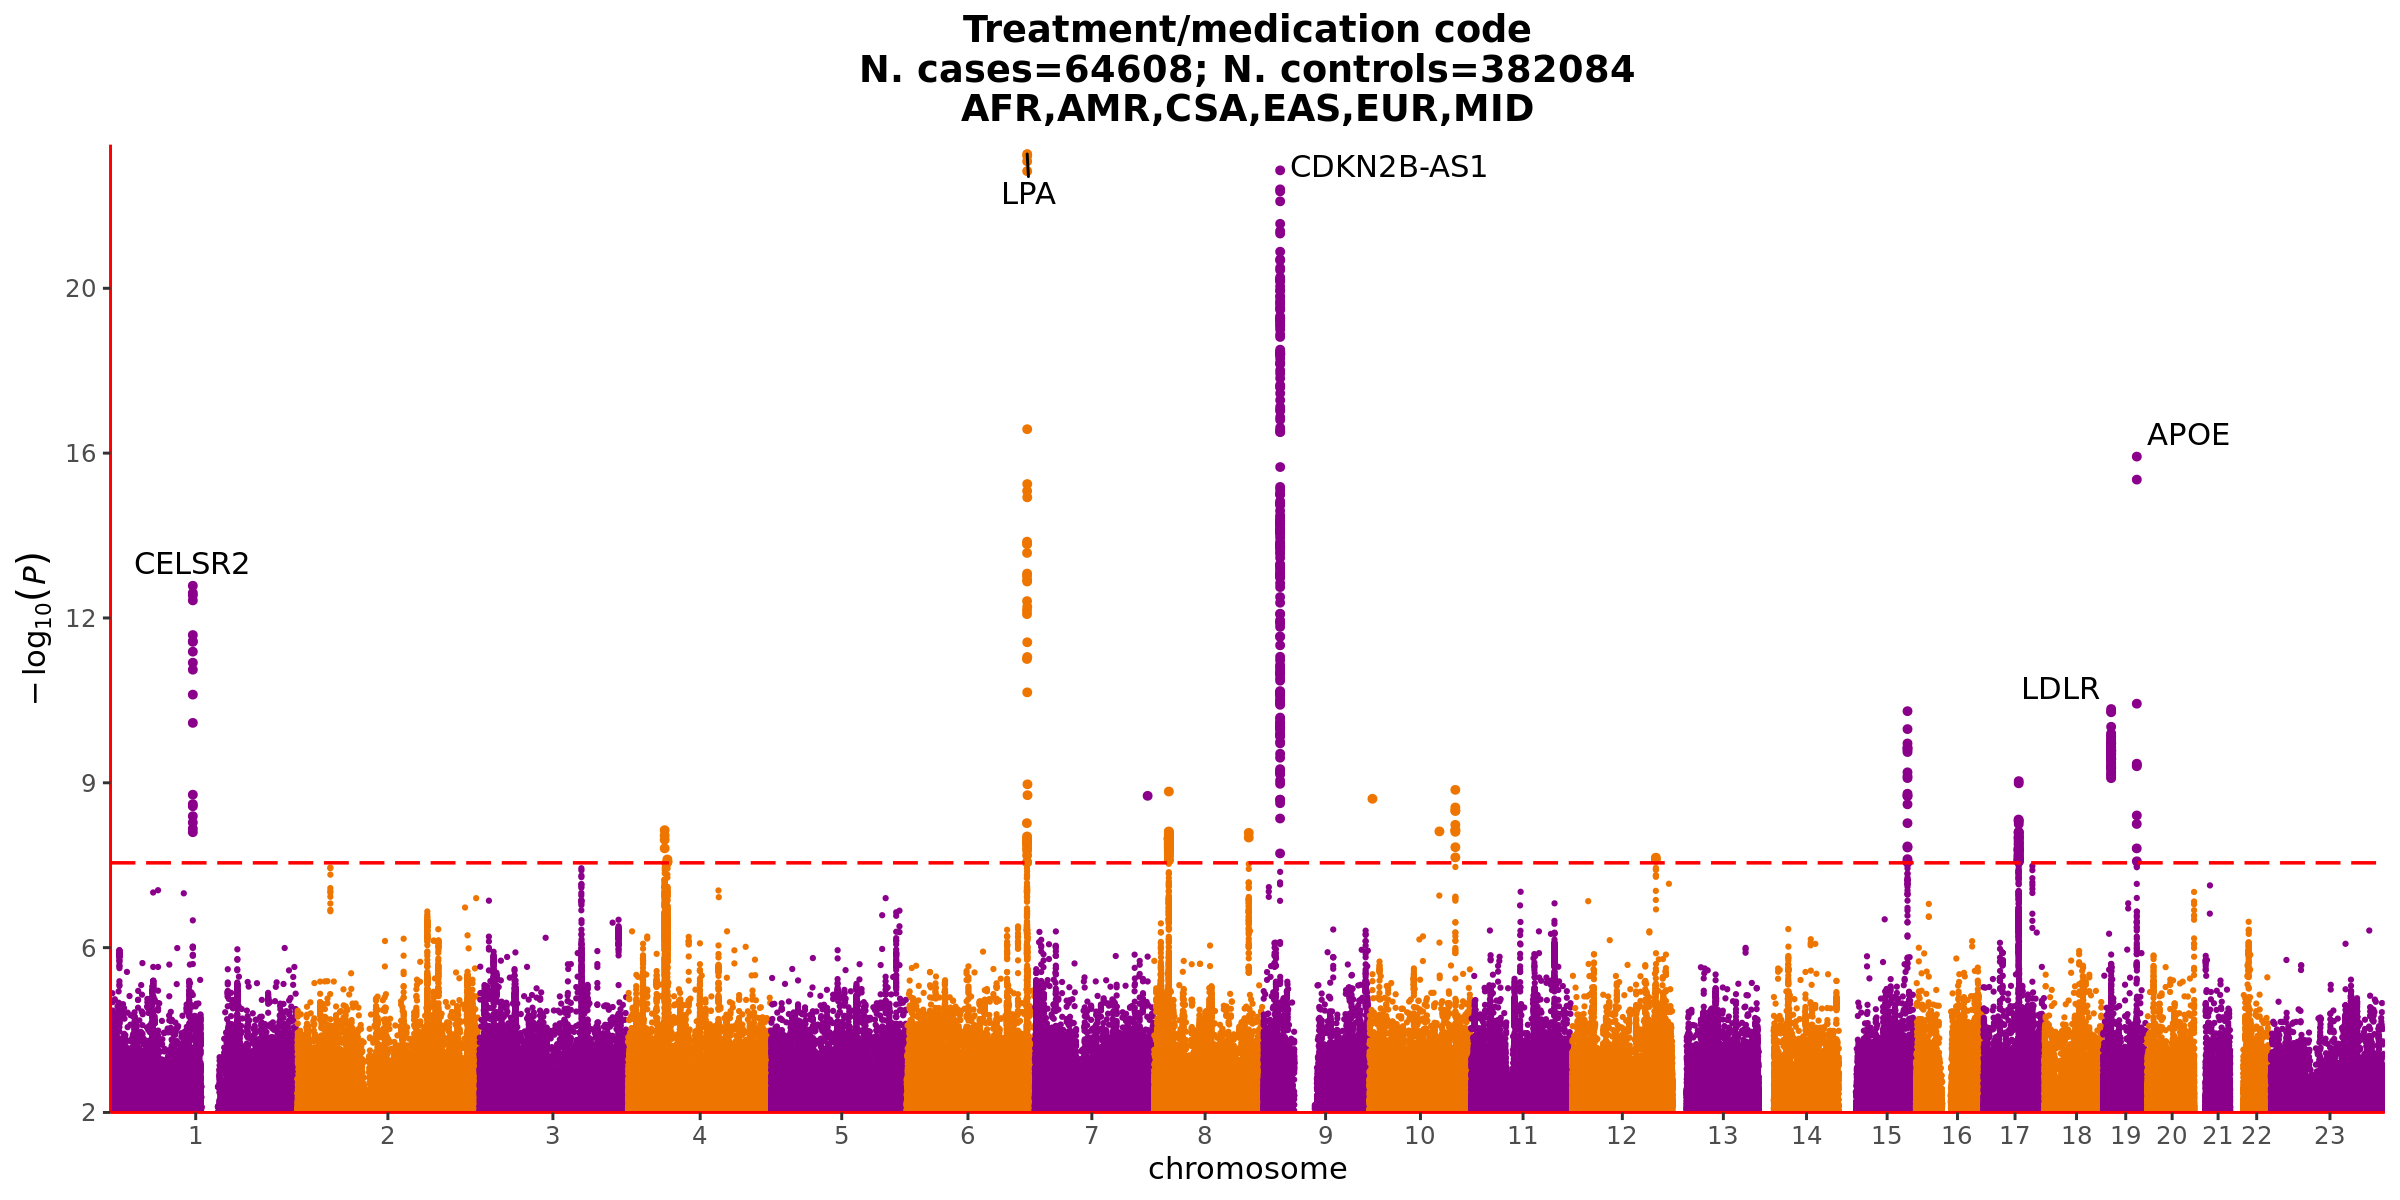 Treatment/medication code
N. cases=64608; N. controls=382084
AFR,AMR,CSA,EAS,EUR,MID
CDKN2B-AS1
LPA
20
APOE
16
CELSR2
−log10(P)
12
LDLR
9
6
2
1 2 3 4 5 6 7 8 9 10 11 12 13 14 15 16 17 18 19 20 21 22 23
chromosome